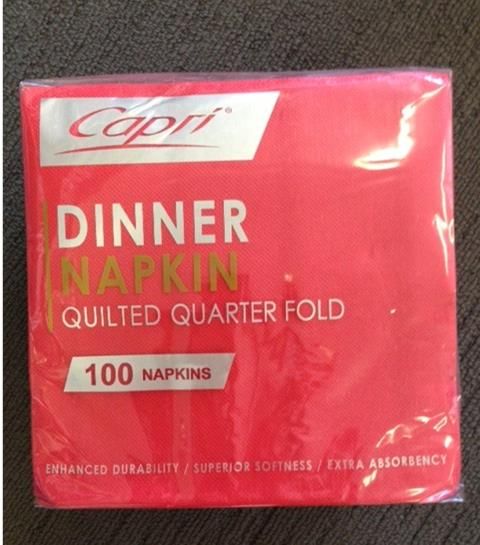 Capri®
DINNER
NAPKIN
QUILTED QUARTER FOLD
100 NAPKINS
ENHANCED DURABILITY / SUPERIOR SOFTNESS / EXTRA ABSORBENCY